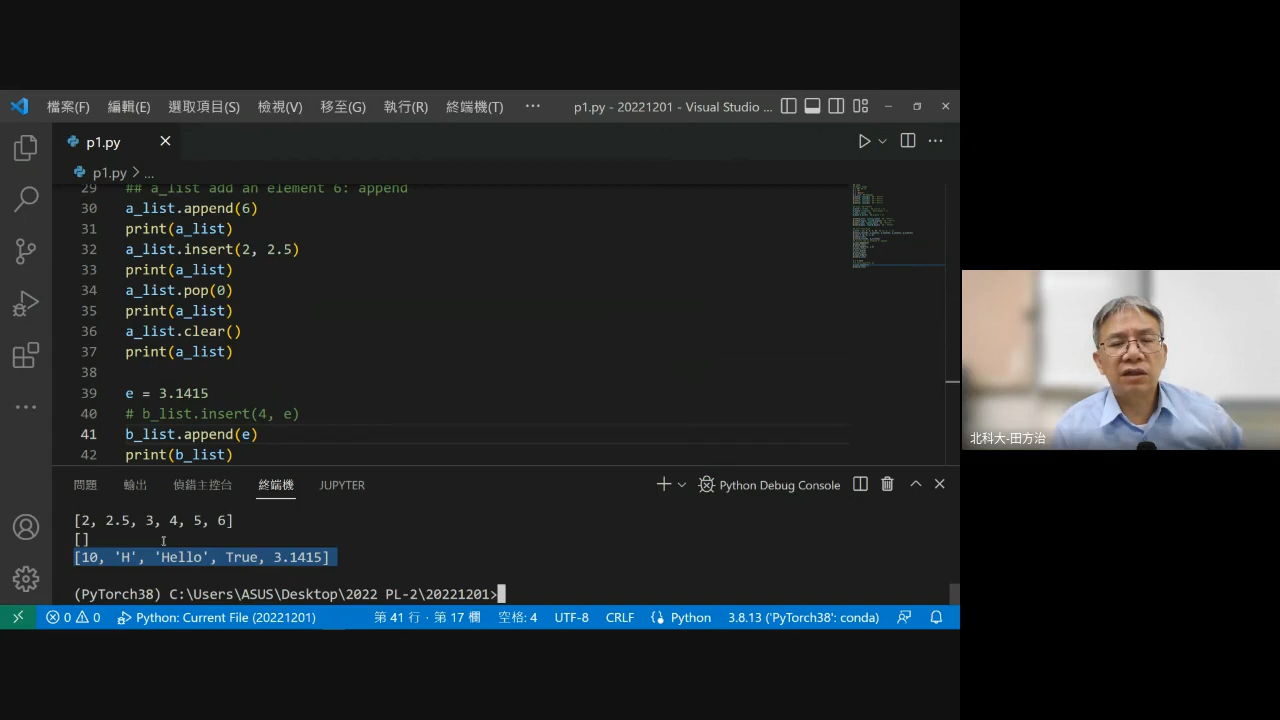 檔案(F) 編輯(E) 選取項目(S) 檢視(V) 移至(G) 執行(R) 終端機(T) ··· p1.py - 20221201 - Visual Studio ...
p1.py
p1.py > ...
29 ## a_list add an element 6: append
30 a_list.append(6)
31 print(a_list)
32 a_list.insert(2, 2.5)
33 print(a_list)
34 a_list.pop(0)
35 print(a_list)
36 a_list.clear()
37 print(a_list)
38
39 e = 3.1415
40 # b_list.insert(4, e)
41 b_list.append(e)
42 print(b_list)
問題 輸出 偵錯主控台 終端機 JUPYTER Python Debug Console
[2, 2.5, 3, 4, 5, 6]
[]
[10, 'H', 'Hello', True, 3.1415]
(PyTorch38) C:\Users\ASUS\Desktop\2022 PL-2\20221201>
0 0 Python: Current File (20221201) 第 41 行，第 17 欄 空格: 4 UTF-8 CRLF Python 3.8.13 ('PyTorch38': conda)
北科大-田方治